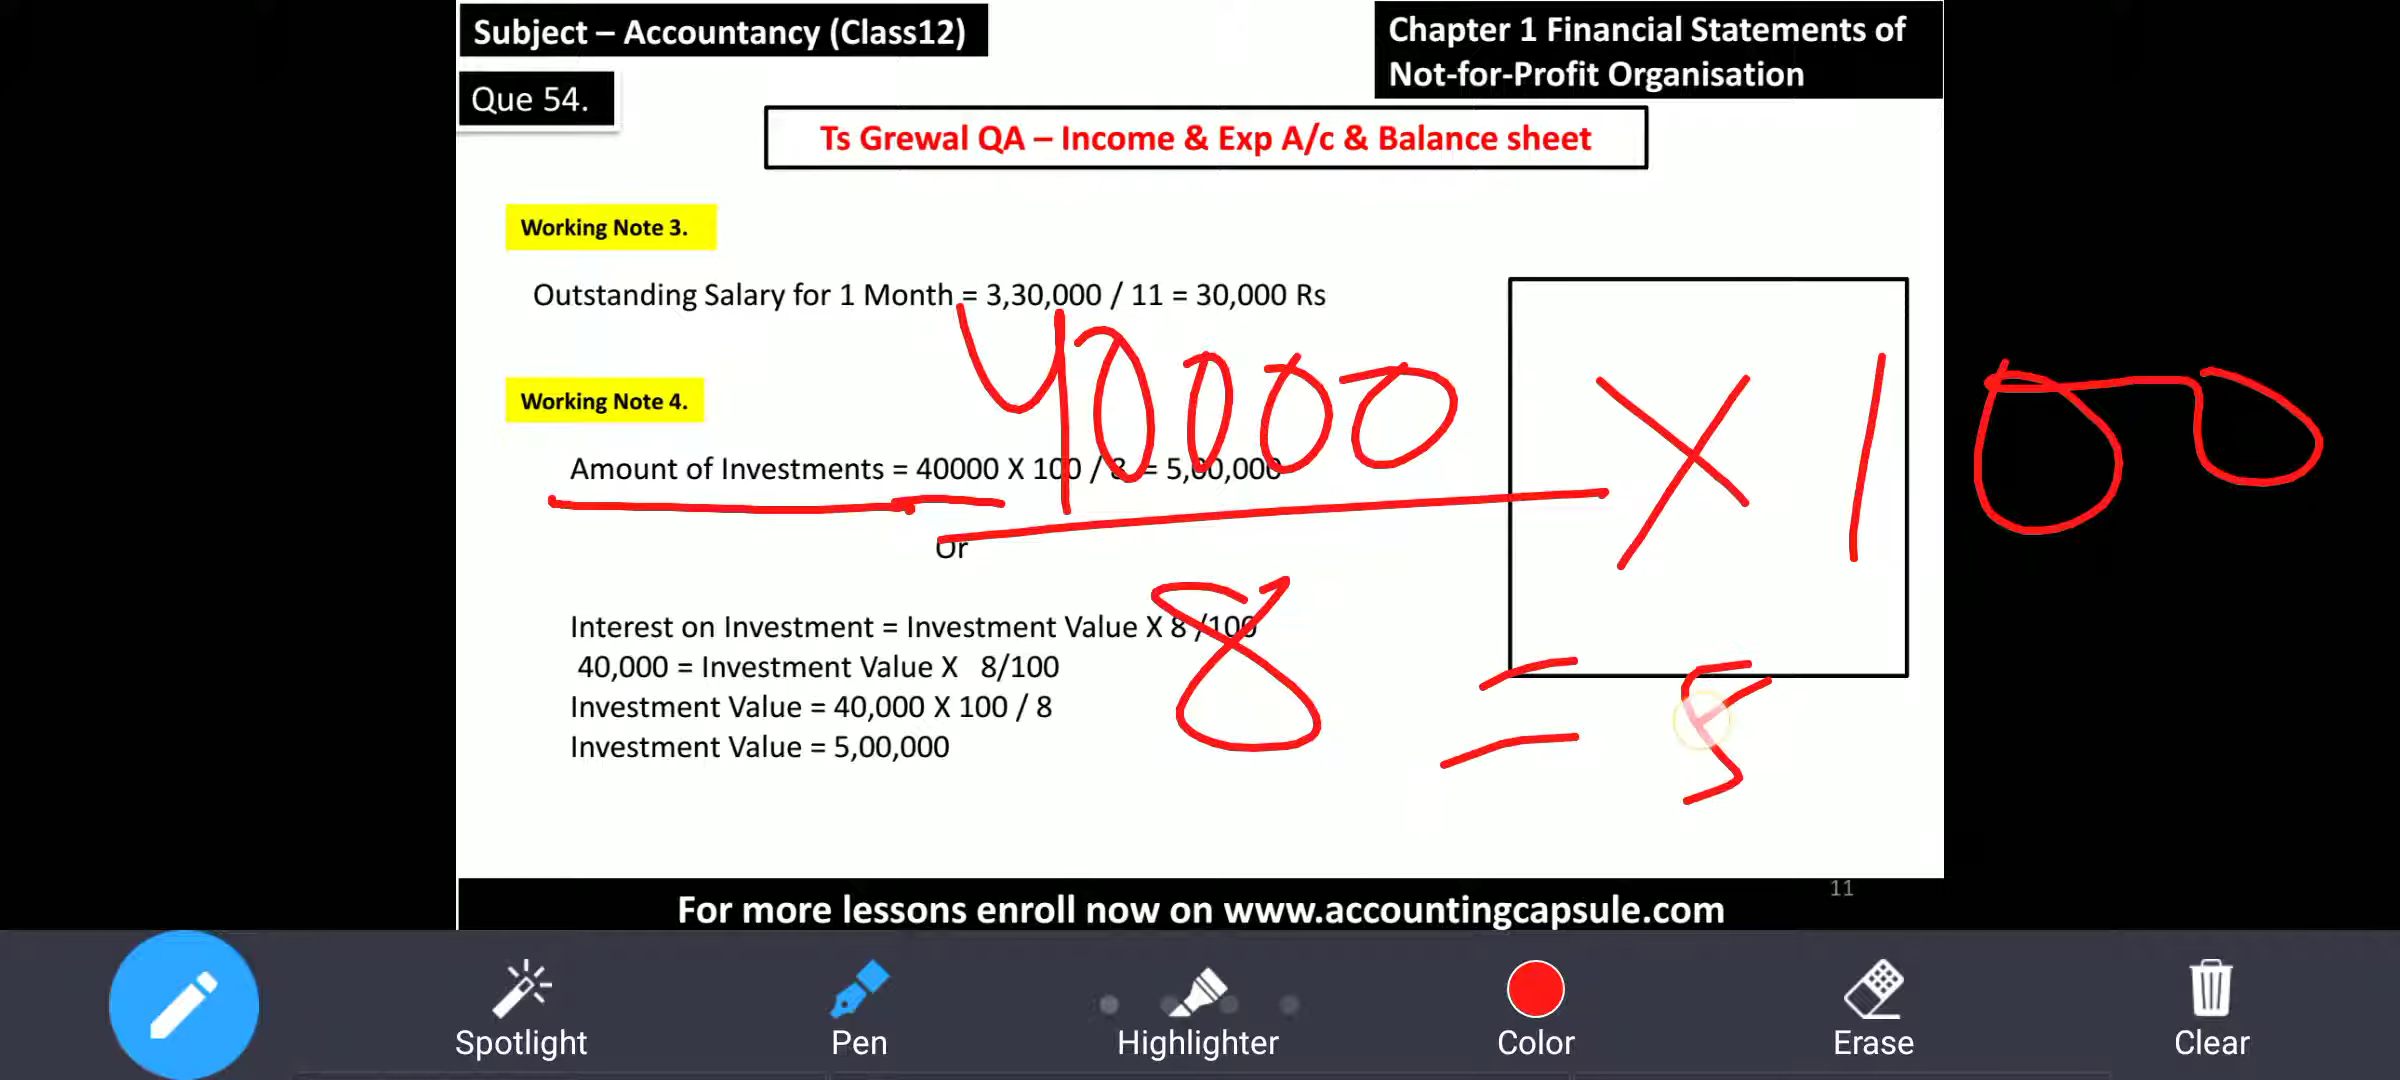 Subject – Accountancy (Class12)
Chapter 1 Financial Statements of
Not-for-Profit Organisation
Que 54.
Ts Grewal QA – Income & Exp A/c & Balance sheet
Working Note 3.
Outstanding Salary for 1 Month = 3,30,000 / 11 = 30,000 Rs
40000 X 100
Working Note 4.
Amount of Investments = 40000 X 100 / 8 = 5,00,000
Or
8 = 5
Interest on Investment = Investment Value X 8 /100
40,000 = Investment Value X 8/100
Investment Value = 40,000 X 100 / 8
Investment Value = 5,00,000
11
For more lessons enroll now on www.accountingcapsule.com
Spotlight
Pen
Highlighter
Color
Erase
Clear